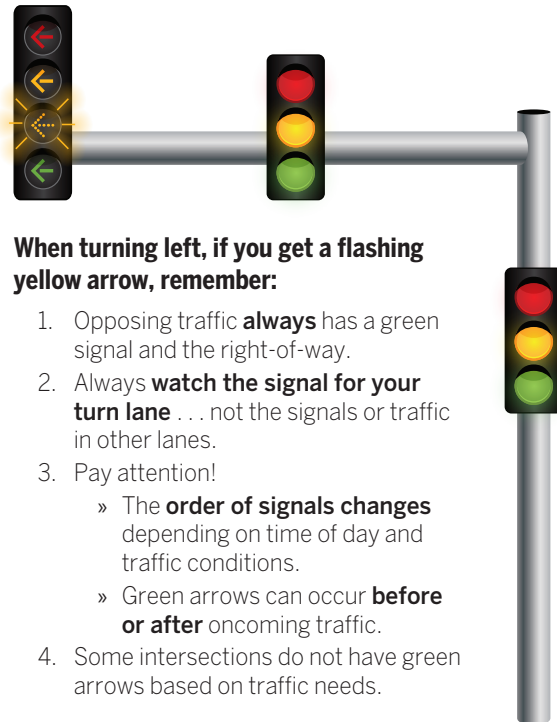 When turning left, if you get a flashing
yellow arrow, remember:
1. Opposing traffic always has a green
signal and the right-of-way.
2. Always watch the signal for your
turn lane . . . not the signals or traffic
in other lanes.
3. Pay attention!
» The order of signals changes
depending on time of day and
traffic conditions.
» Green arrows can occur before
or after oncoming traffic.
4. Some intersections do not have green
arrows based on traffic needs.